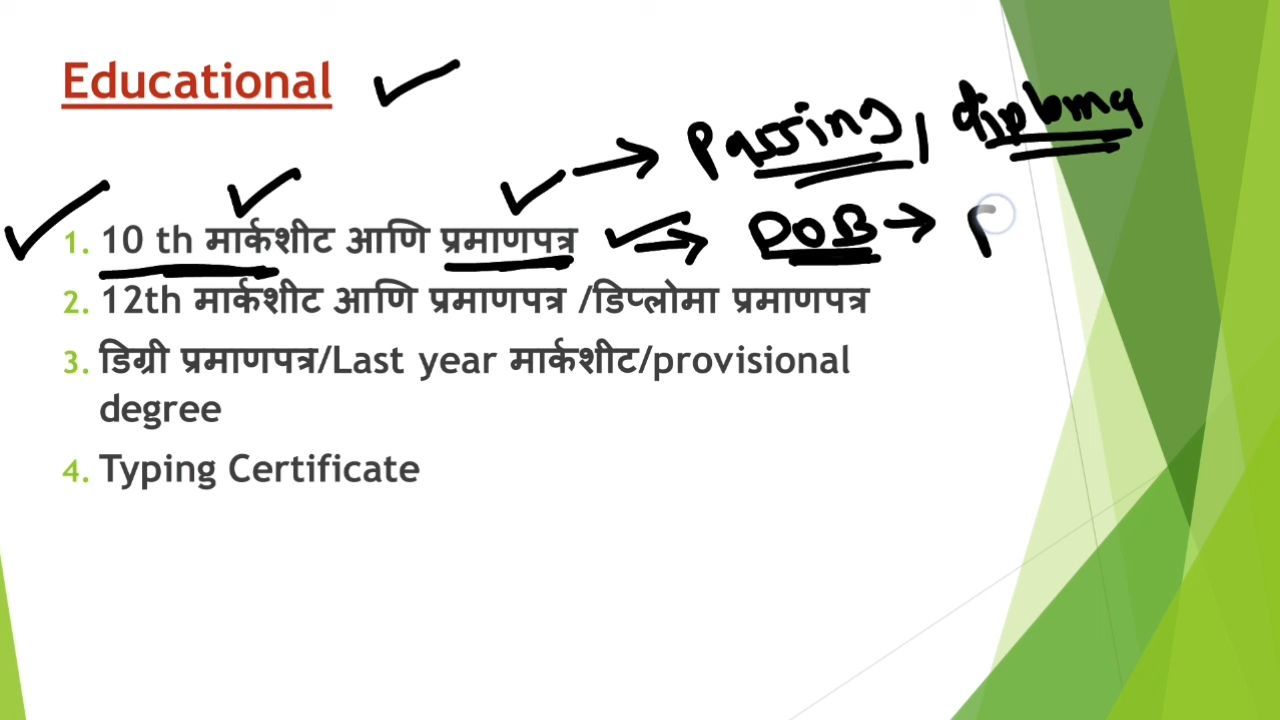 Educational
Passing, diploma
1. 10 th मार्कशीट आणि प्रमाणपत्र
DOB
2. 12th मार्कशीट आणि प्रमाणपत्र /डिप्लोमा प्रमाणपत्र
3. डिग्री प्रमाणपत्र/Last year मार्कशीट/provisional
degree
4. Typing Certificate